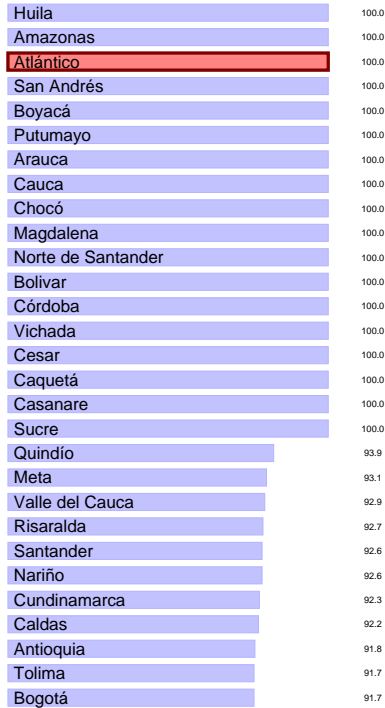 Huila 100.0
Amazonas 100.0
Atlántico 100.0
San Andrés 100.0
Boyacá 100.0
Putumayo 100.0
Arauca 100.0
Cauca 100.0
Chocó 100.0
Magdalena 100.0
Norte de Santander 100.0
Bolivar 100.0
Córdoba 100.0
Vichada 100.0
Cesar 100.0
Caquetá 100.0
Casanare 100.0
Sucre 100.0
Quindío 93.9
Meta 93.1
Valle del Cauca 92.9
Risaralda 92.7
Santander 92.6
Nariño 92.6
Cundinamarca 92.3
Caldas 92.2
Antioquia 91.8
Tolima 91.7
Bogotá 91.7